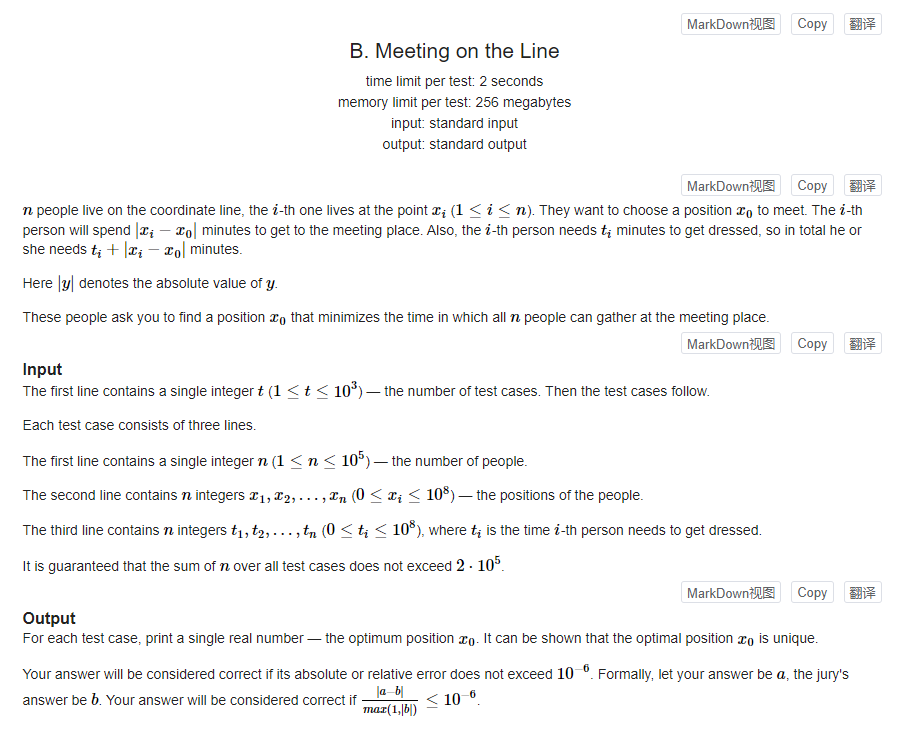 MarkDown视图 Copy 翻译
B. Meeting on the Line
time limit per test: 2 seconds
memory limit per test: 256 megabytes
input: standard input
output: standard output
MarkDown视图 Copy 翻译
n people live on the coordinate line, the i-th one lives at the point x_i (1 ≤ i ≤ n). They want to choose a position x_0 to meet. The i-th
person will spend |x_i − x_0| minutes to get to the meeting place. Also, the i-th person needs t_i minutes to get dressed, so in total he or
she needs t_i + |x_i − x_0| minutes.
Here |y| denotes the absolute value of y.
These people ask you to find a position x_0 that minimizes the time in which all n people can gather at the meeting place.
MarkDown视图 Copy 翻译
Input
The first line contains a single integer t (1 ≤ t ≤ 10^3) — the number of test cases. Then the test cases follow.
Each test case consists of three lines.
The first line contains a single integer n (1 ≤ n ≤ 10^5) — the number of people.
The second line contains n integers x_1, x_2, …, x_n (0 ≤ x_i ≤ 10^8) — the positions of the people.
The third line contains n integers t_1, t_2, …, t_n (0 ≤ t_i ≤ 10^8), where t_i is the time i-th person needs to get dressed.
It is guaranteed that the sum of n over all test cases does not exceed 2 · 10^5.
MarkDown视图 Copy 翻译
Output
For each test case, print a single real number — the optimum position x_0. It can be shown that the optimal position x_0 is unique.
Your answer will be considered correct if its absolute or relative error does not exceed 10^−6. Formally, let your answer be a, the jury's
answer be b. Your answer will be considered correct if |a−b|/max(1,|b|) ≤ 10^−6.